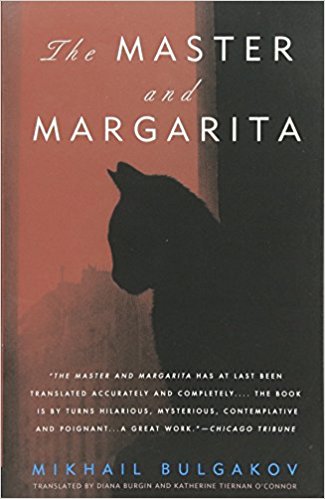 The MASTER
and
MARGARITA
"THE MASTER AND MARGARITA HAS AT LAST BEEN
TRANSLATED ACCURATELY AND COMPLETELY.... THE BOOK
IS BY TURNS HILARIOUS, MYSTERIOUS, CONTEMPLATIVE
AND POIGNANT...A GREAT WORK."—CHICAGO TRIBUNE
MIKHAIL BULGAKOV
TRANSLATED BY DIANA BURGIN AND KATHERINE TIERNAN O'CONNOR